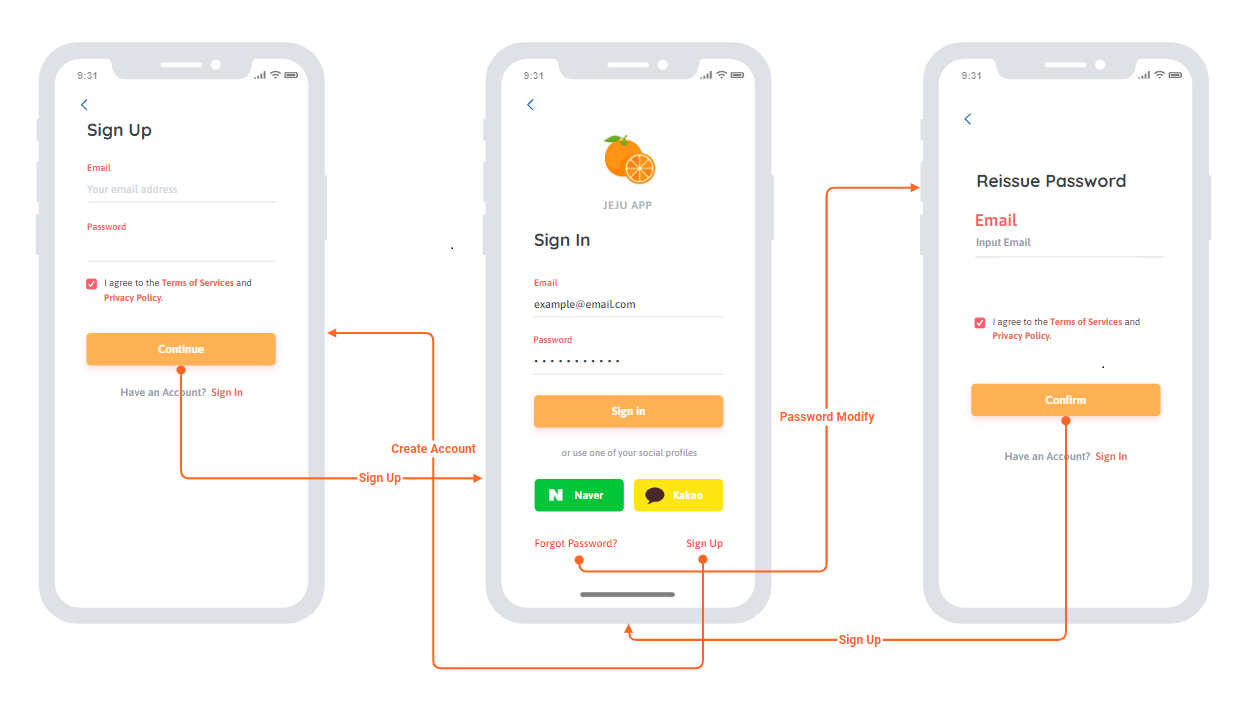 9:31
Sign Up
Email
Your email address
Password
I agree to the Terms of Services and
Privacy Policy.
Continue
Have an Account? Sign In
9:31
JEJU APP
Sign In
Email
example@email.com
Password
•••••••••••
Sign in
or use one of your social profiles
N Naver
Kakao
Forgot Password?
Sign Up
9:31
Reissue Password
Email
Input Email
I agree to the Terms of Services and
Privacy Policy.
Confirm
Have an Account? Sign In
Create Account
Sign Up
Password Modify
Sign Up